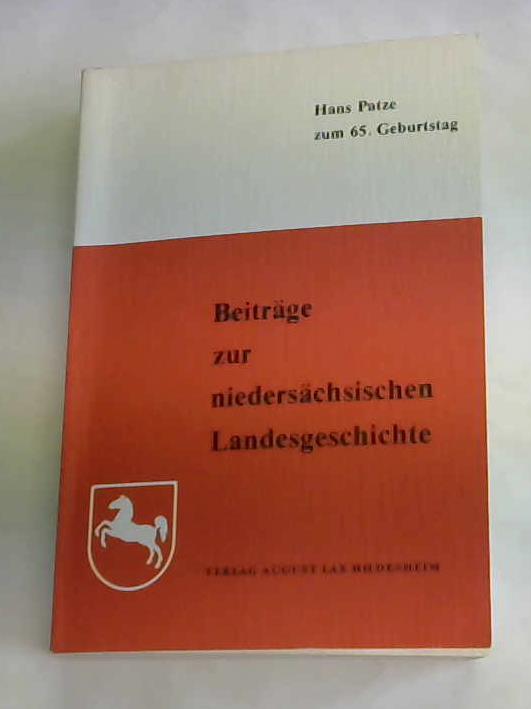 Hans Patze
zum 65. Geburtstag
Beiträge
zur
niedersächsischen
Landesgeschichte
VERLAG AUGUST LAX HILDESHEIM